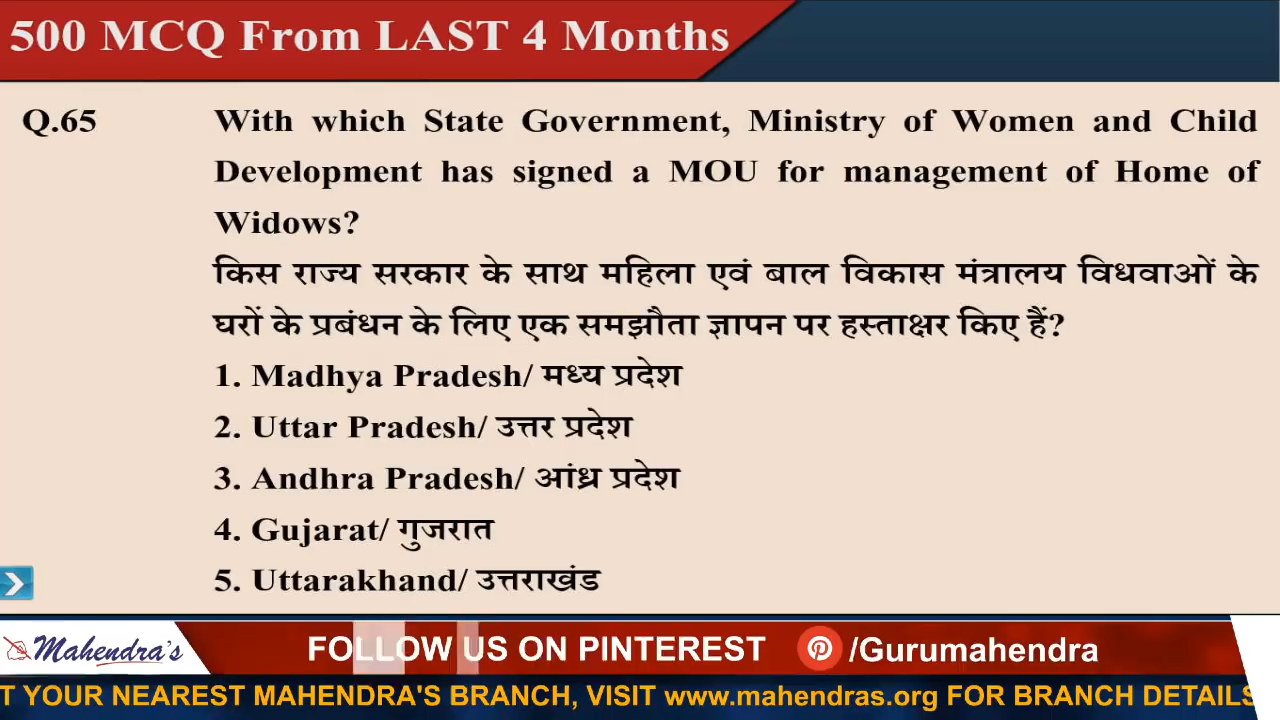 500 MCQ From LAST 4 Months
Q.65 With which State Government, Ministry of Women and Child
Development has signed a MOU for management of Home of
Widows?
किस राज्य सरकार के साथ महिला एवं बाल विकास मंत्रालय विधवाओं के
घरों के प्रबंधन के लिए एक समझौता ज्ञापन पर हस्ताक्षर किए हैं?
1. Madhya Pradesh/ मध्य प्रदेश
2. Uttar Pradesh/ उत्तर प्रदेश
3. Andhra Pradesh/ आंध्र प्रदेश
4. Gujarat/ गुजरात
5. Uttarakhand/ उत्तराखंड
Mahendra's FOLLOW US ON PINTEREST /Gurumahendra
T YOUR NEAREST MAHENDRA'S BRANCH, VISIT www.mahendras.org FOR BRANCH DETAILS